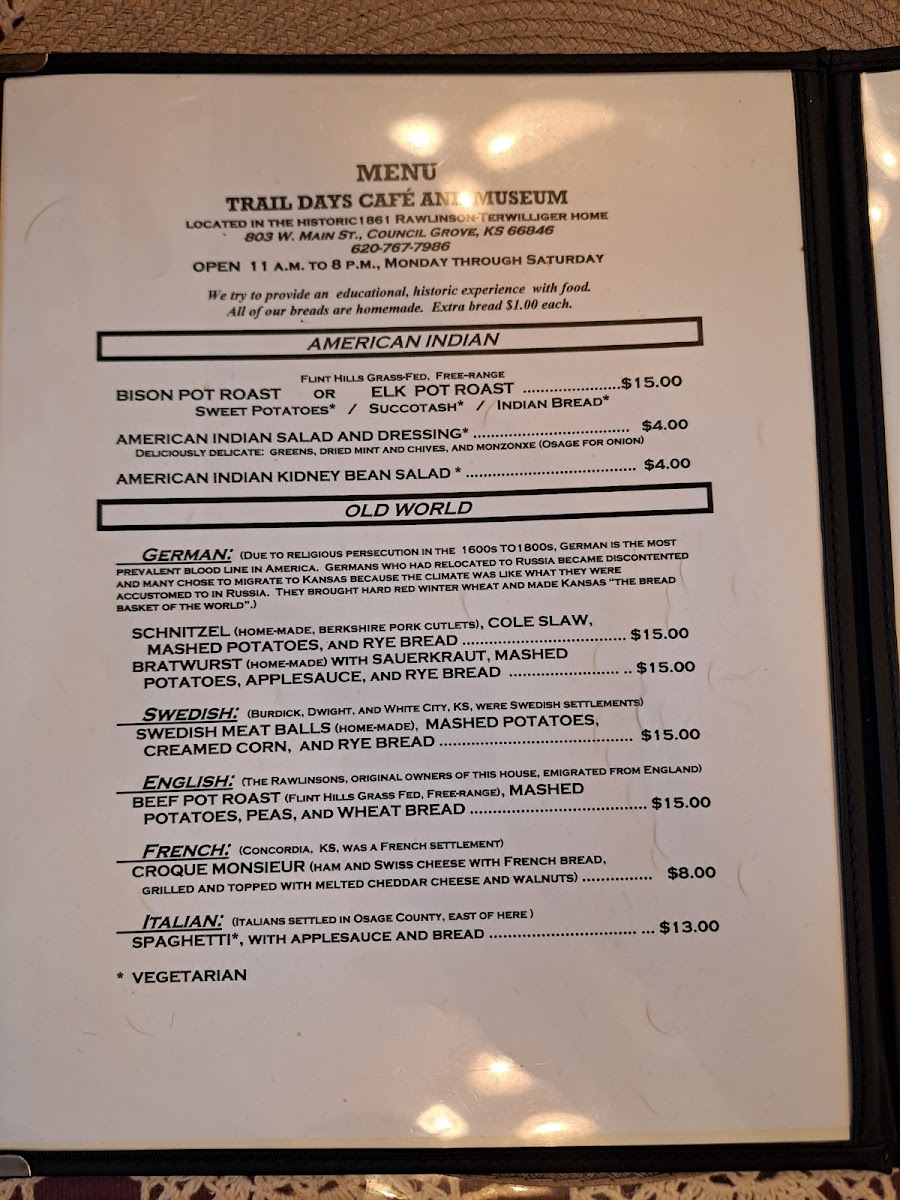 MENU
TRAIL DAYS CAFÉ AND MUSEUM
LOCATED IN THE HISTORIC1861 RAWLINSON-TERWILLIGER HOME
803 W. MAIN ST., COUNCIL GROVE, KS 66846
620-767-7986
OPEN 11 A.M. TO 8 P.M., MONDAY THROUGH SATURDAY
We try to provide an educational, historic experience with food.
All of our breads are homemade. Extra bread $1.00 each.
AMERICAN INDIAN
FLINT HILLS GRASS-FED, FREE-RANGE
BISON POT ROAST OR ELK POT ROAST ......................$15.00
SWEET POTATOES* / SUCCOTASH* / INDIAN BREAD*
AMERICAN INDIAN SALAD AND DRESSING* ................................... $4.00
DELICIOUSLY DELICATE: GREENS, DRIED MINT AND CHIVES, AND MONZONXE (OSAGE FOR ONION)
AMERICAN INDIAN KIDNEY BEAN SALAD * ...................................... $4.00
OLD WORLD
GERMAN: (DUE TO RELIGIOUS PERSECUTION IN THE 1600S TO1800S, GERMAN IS THE MOST
PREVALENT BLOOD LINE IN AMERICA. GERMANS WHO HAD RELOCATED TO RUSSIA BECAME DISCONTENTED
AND MANY CHOSE TO MIGRATE TO KANSAS BECAUSE THE CLIMATE WAS LIKE WHAT THEY WERE
ACCUSTOMED TO IN RUSSIA. THEY BROUGHT HARD RED WINTER WHEAT AND MADE KANSAS "THE BREAD
BASKET OF THE WORLD".)
SCHNITZEL (HOME-MADE, BERKSHIRE PORK CUTLETS), COLE SLAW,
MASHED POTATOES, AND RYE BREAD .................................... $15.00
BRATWURST (HOME-MADE) WITH SAUERKRAUT, MASHED
POTATOES, APPLESAUCE, AND RYE BREAD ........................ .. $15.00
SWEDISH: (BURDICK, DWIGHT, AND WHITE CITY, KS, WERE SWEDISH SETTLEMENTS)
SWEDISH MEAT BALLS (HOME-MADE), MASHED POTATOES,
CREAMED CORN, AND RYE BREAD .......................................... $15.00
ENGLISH: (THE RAWLINSONS, ORIGINAL OWNERS OF THIS HOUSE, EMIGRATED FROM ENGLAND)
BEEF POT ROAST (FLINT HILLS GRASS FED, FREE-RANGE), MASHED
POTATOES, PEAS, AND WHEAT BREAD ...................................... $15.00
FRENCH: (CONCORDIA, KS, WAS A FRENCH SETTLEMENT)
CROQUE MONSIEUR (HAM AND SWISS CHEESE WITH FRENCH BREAD,
GRILLED AND TOPPED WITH MELTED CHEDDAR CHEESE AND WALNUTS) ............... $8.00
ITALIAN: (ITALIANS SETTLED IN OSAGE COUNTY, EAST OF HERE )
SPAGHETTI*, WITH APPLESAUCE AND BREAD ................................ ... $13.00
* VEGETARIAN